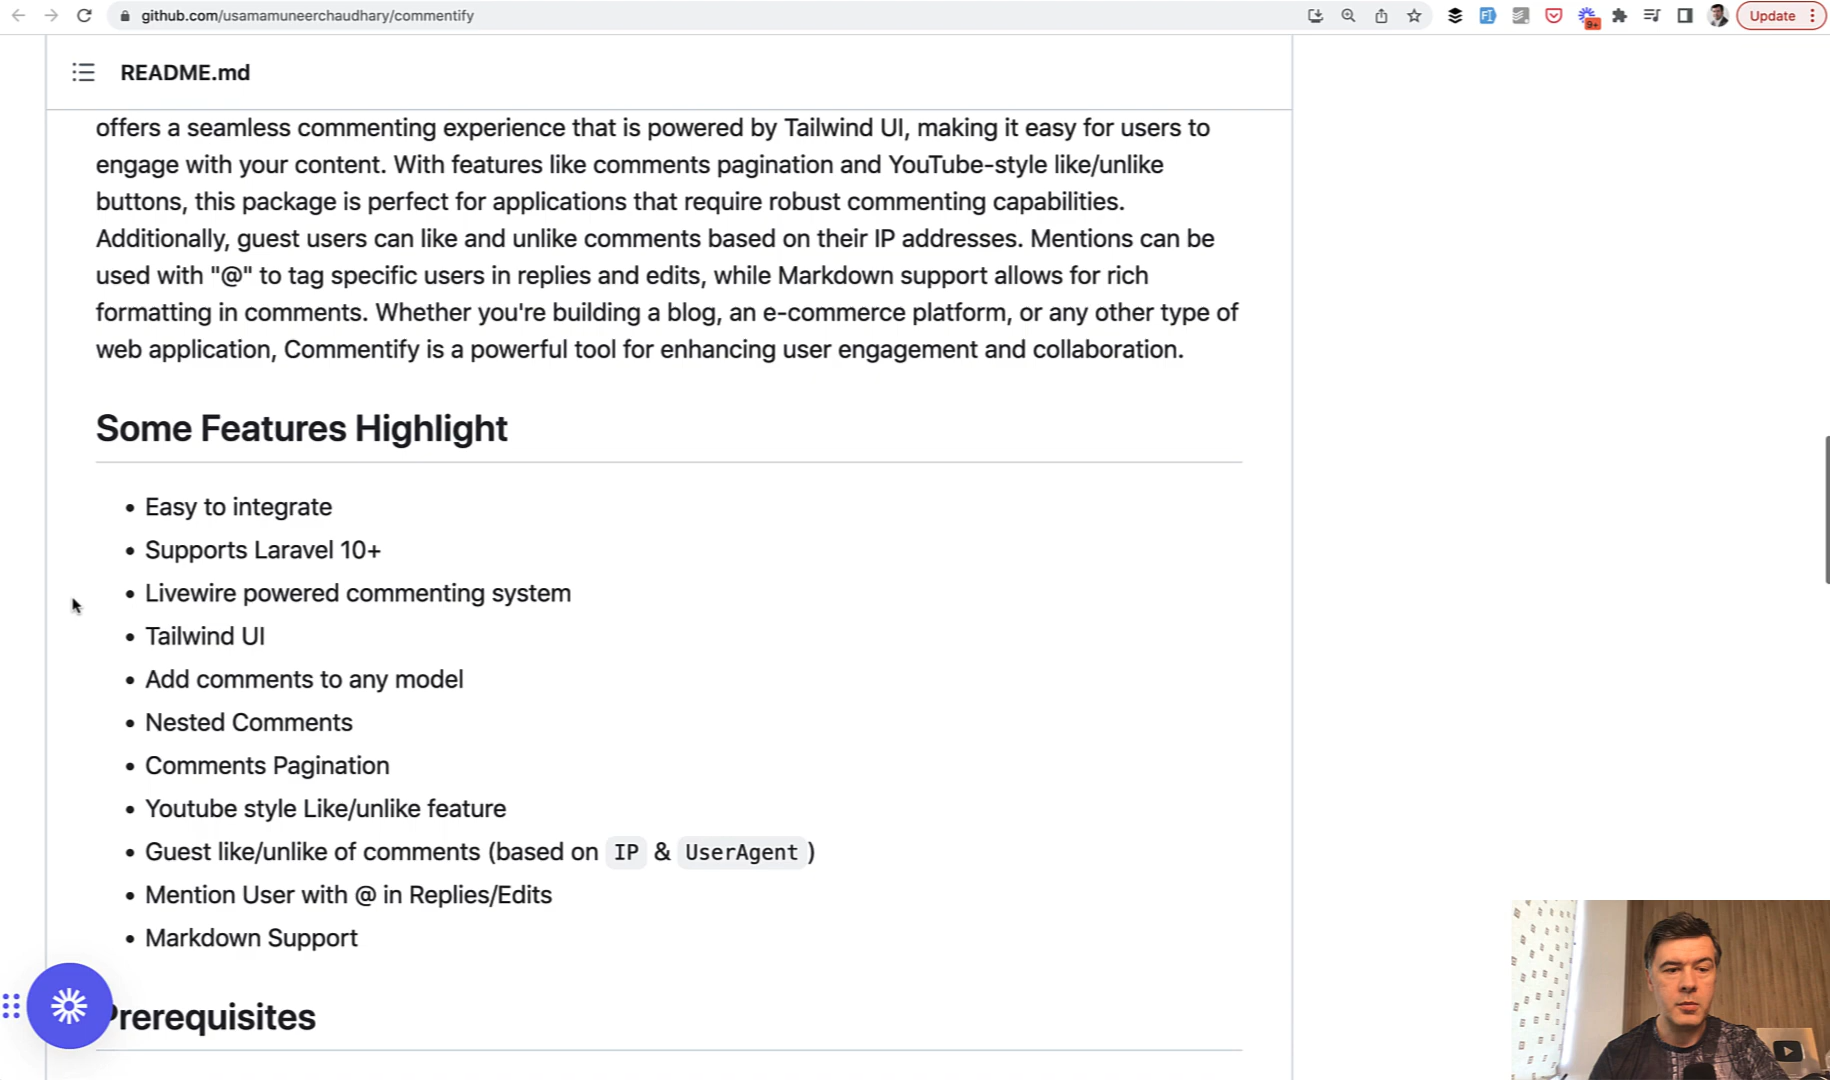 github.com/usamamuneerchaudhary/commentify
9+
Update
README.md
offers a seamless commenting experience that is powered by Tailwind UI, making it easy for users to
engage with your content. With features like comments pagination and YouTube-style like/unlike
buttons, this package is perfect for applications that require robust commenting capabilities.
Additionally, guest users can like and unlike comments based on their IP addresses. Mentions can be
used with "@" to tag specific users in replies and edits, while Markdown support allows for rich
formatting in comments. Whether you're building a blog, an e-commerce platform, or any other type of
web application, Commentify is a powerful tool for enhancing user engagement and collaboration.
Some Features Highlight
• Easy to integrate
• Supports Laravel 10+
• Livewire powered commenting system
• Tailwind UI
• Add comments to any model
• Nested Comments
• Comments Pagination
• Youtube style Like/unlike feature
• Guest like/unlike of comments (based on IP & UserAgent )
• Mention User with @ in Replies/Edits
• Markdown Support
Prerequisites